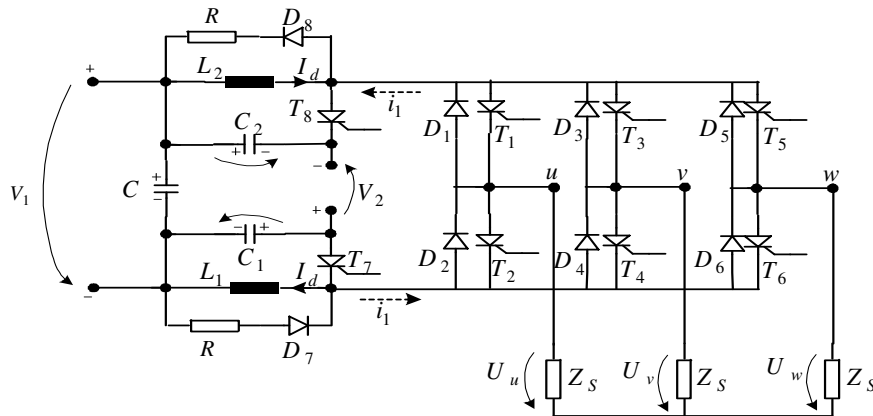 R D8
+ L2 Id
T8 i1
C2
+ -
-
V1 C + - V2
+
- +
C1 T7
- L1 Id
i1
R D7
D1 T1 D3 T3 D5 T5
u v w
D2 T2 D4 T4 D6 T6
Uu ZS Uv ZS Uw ZS